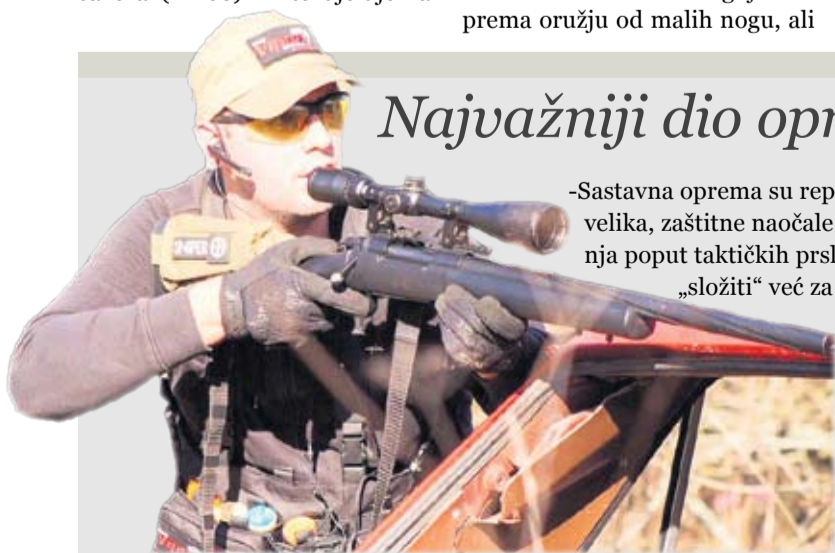 prema oružju od malih nogu, ali
Najvažniji dio opr
-Sastavna oprema su rep
velika, zaštitne naočale
nja poput taktičkih prsl
„složiti“ već za
SNIPER